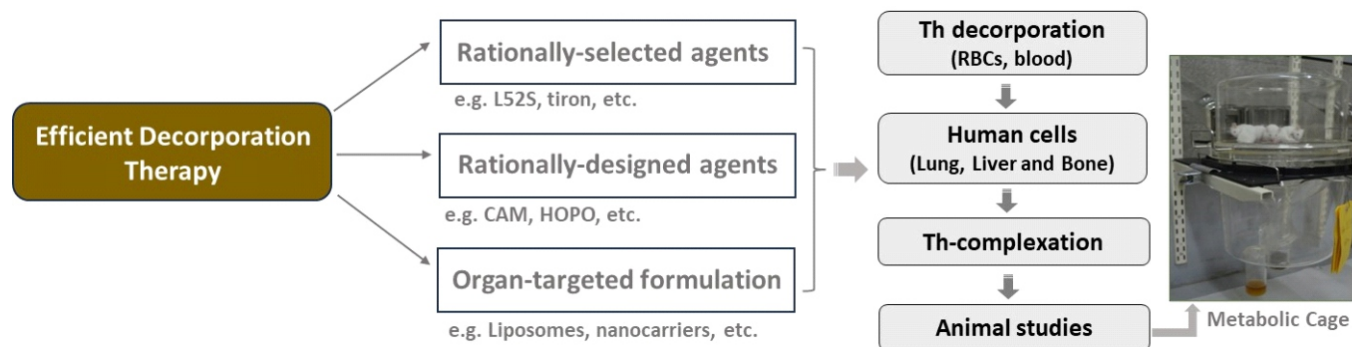 Efficient Decorporation
Therapy
Rationally-selected agents
e.g. L52S, tiron, etc.
Rationally-designed agents
e.g. CAM, HOPO, etc.
Organ-targeted formulation
e.g. Liposomes, nanocarriers, etc.
Th decorporation
(RBCs, blood)
Human cells
(Lung, Liver and Bone)
Th-complexation
Animal studies
Metabolic Cage